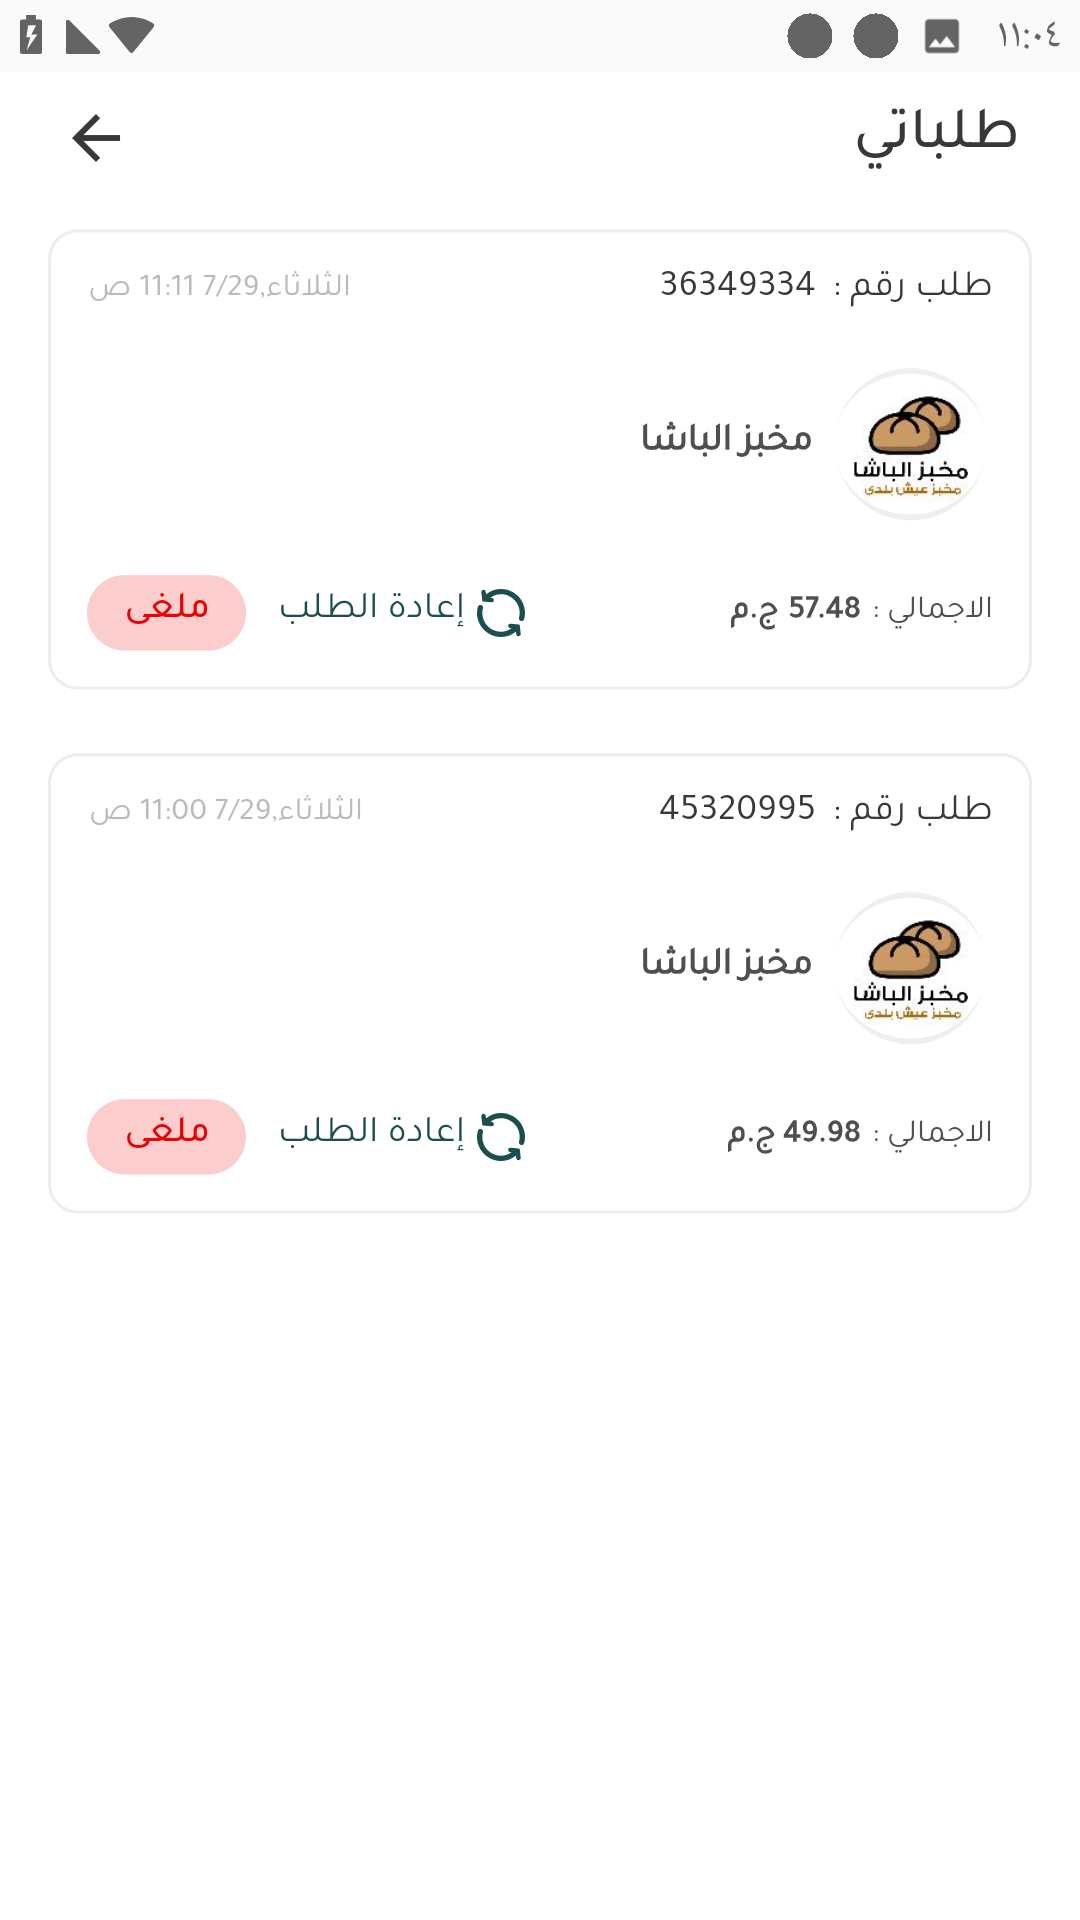 ١١:٠٤
طلباتي
طلب رقم : 36349334
الثلاثاء,7/29 11:11 ص
مخبز الباشا
مخبز الباشا
مخبز عيش بلدى
الاجمالي : 57.48 ج.م
إعادة الطلب
ملغى
طلب رقم : 45320995
الثلاثاء,7/29 11:00 ص
مخبز الباشا
مخبز الباشا
مخبز عيش بلدى
الاجمالي : 49.98 ج.م
إعادة الطلب
ملغى